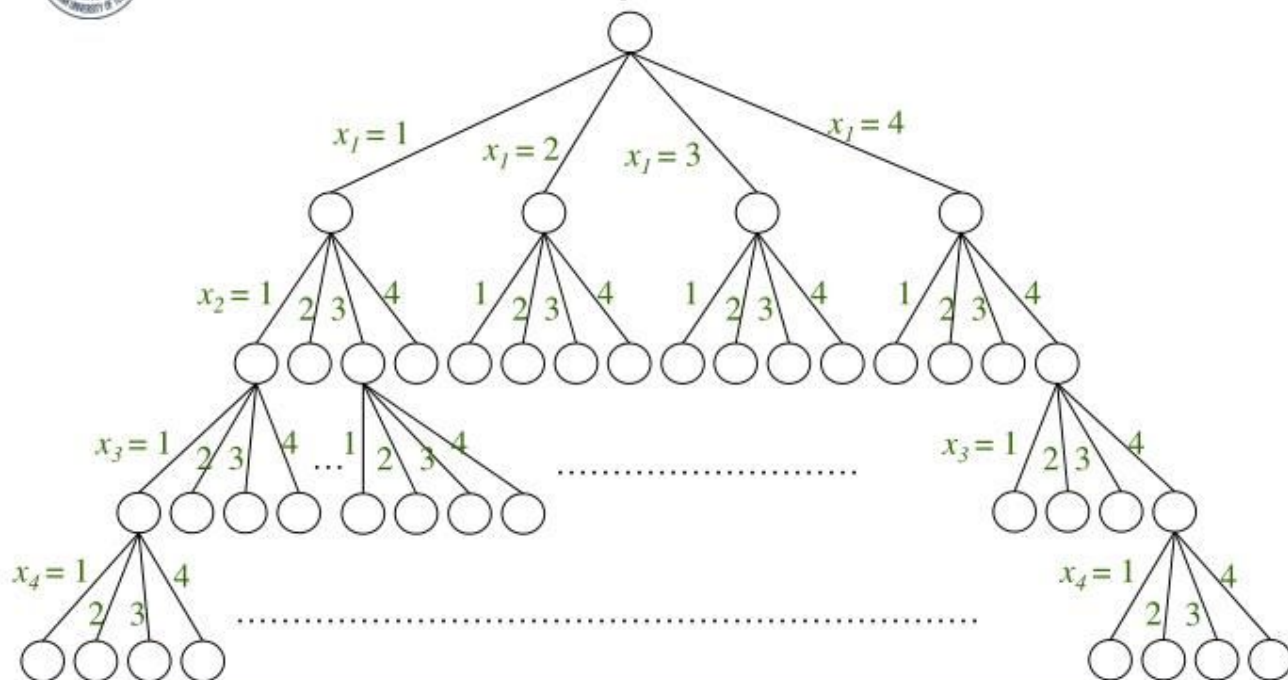 UNIVERSITY OF
x1 = 1 x1 = 2 x1 = 3 x1 = 4
x2 = 1 2 3 4 1 2 3 4 1 2 3 4 1 2 3 4
x3 = 1 2 3 4 ... 1 2 3 4 .............................. x3 = 1 2 3 4
x4 = 1 2 3 4 .......................................................................... x4 = 1 2 3 4